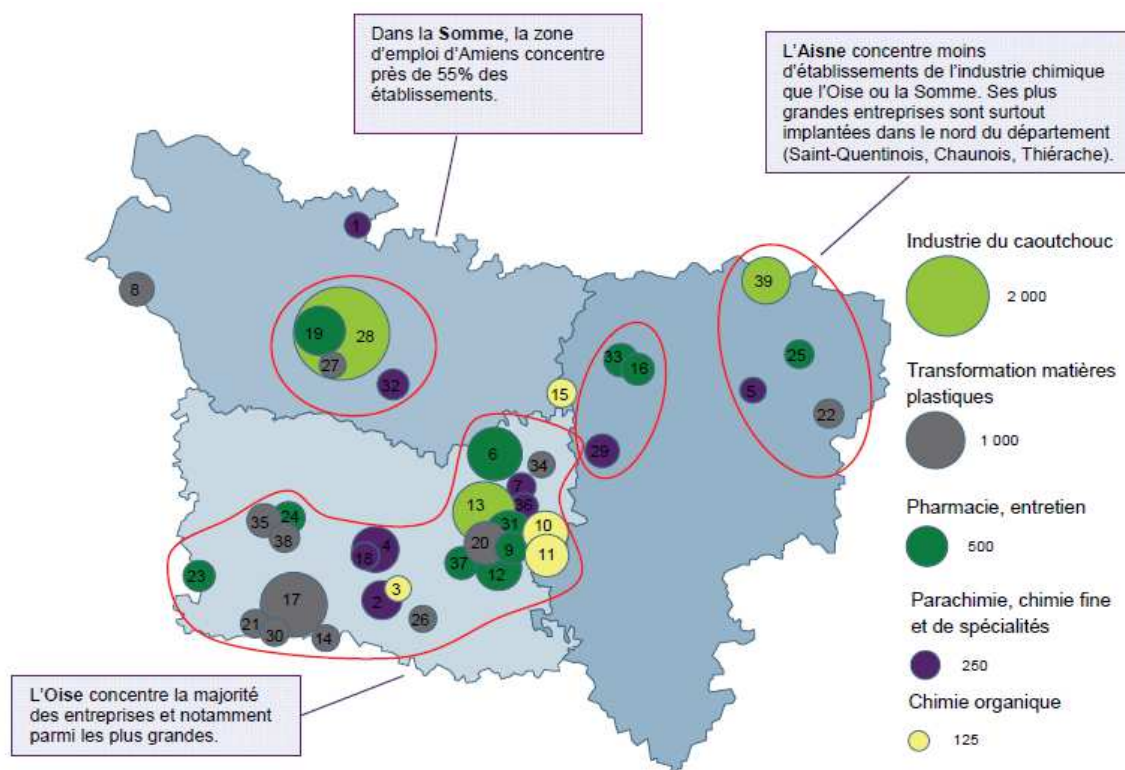 Dans la Somme, la zone
d'emploi d'Amiens concentre
près de 55% des
établissements.
L'Aisne concentre moins
d'établissements de l'industrie chimique
que l'Oise ou la Somme. Ses plus
grandes entreprises sont surtout
implantées dans le nord du département
(Saint-Quentinois, Chaunois, Thiérache).
1
8
19
28
27
32
15
33
16
29
39
25
5
22
6
34
7
36
13
31
10
20
9
11
37
12
35
24
38
4
18
23
17
2
3
21
30
14
26
Industrie du caoutchouc
2 000
Transformation matières
plastiques
1 000
Pharmacie, entretien
500
Parachimie, chimie fine
et de spécialités
250
Chimie organique
125
L'Oise concentre la majorité
des entreprises et notamment
parmi les plus grandes.